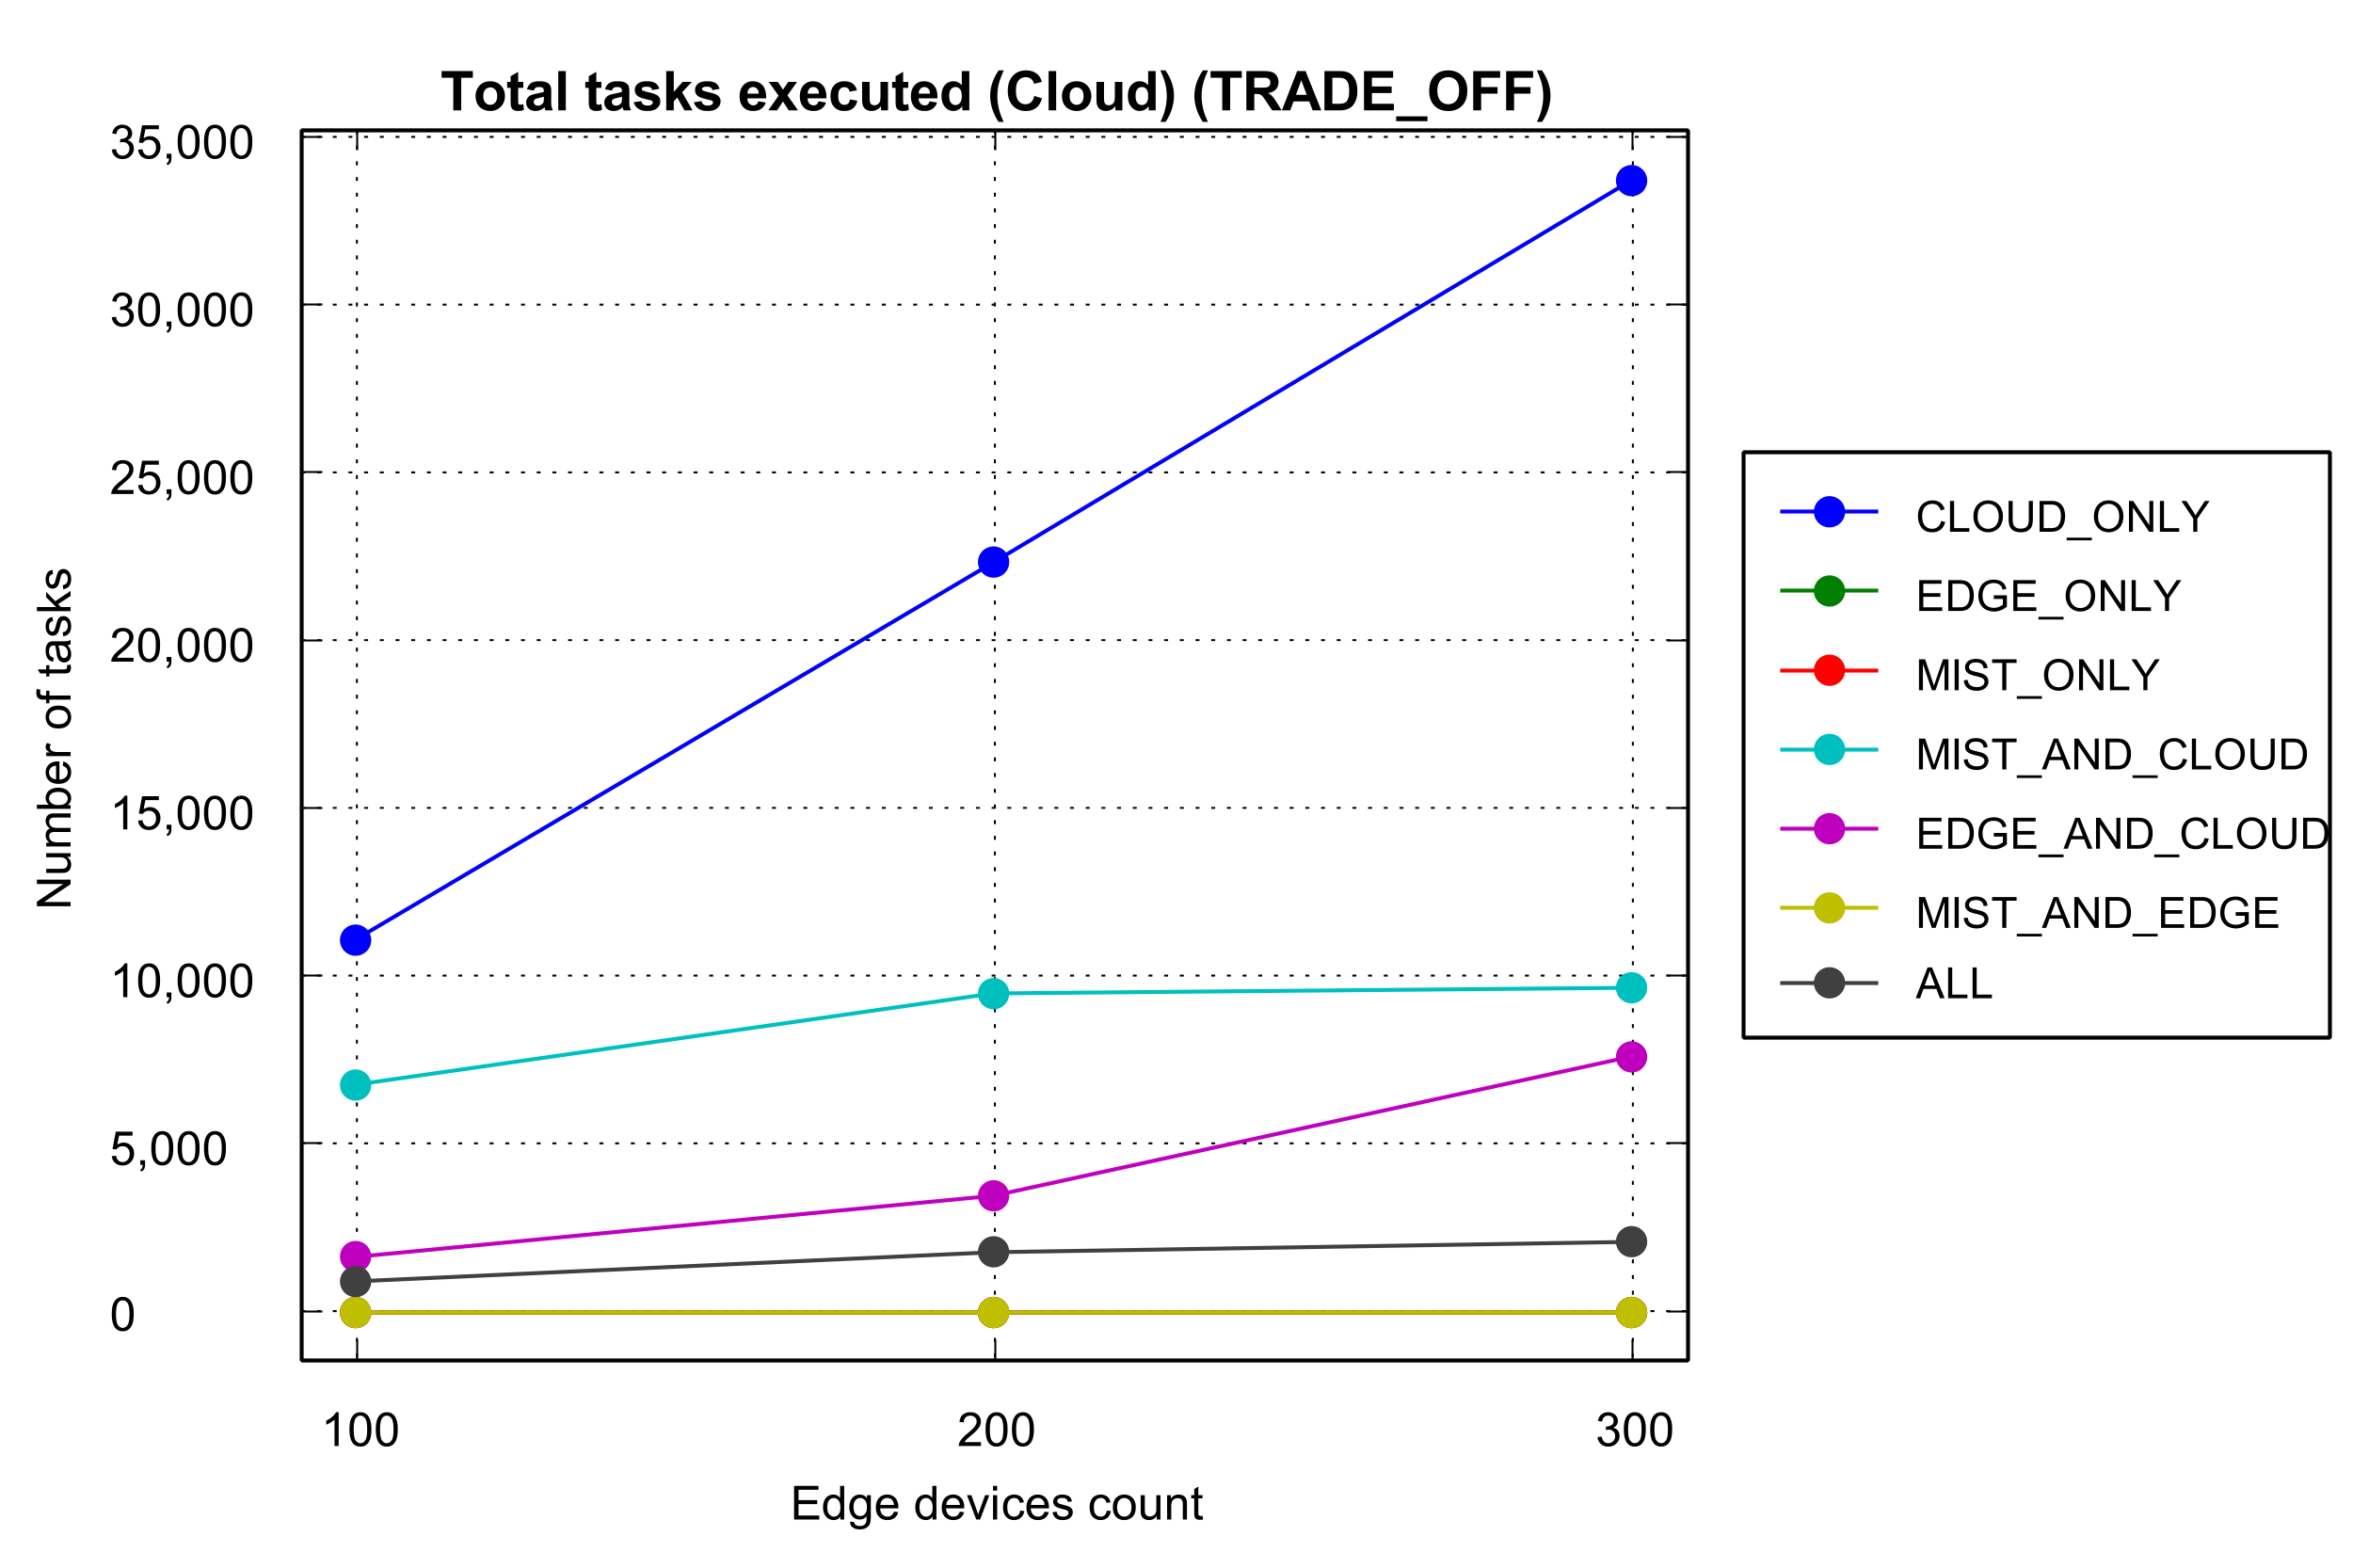 Total tasks executed (Cloud) (TRADE_OFF)
35,000
30,000
25,000
20,000
15,000
10,000
5,000
0
Number of tasks
100
200
300
Edge devices count
CLOUD_ONLY
EDGE_ONLY
MIST_ONLY
MIST_AND_CLOUD
EDGE_AND_CLOUD
MIST_AND_EDGE
ALL